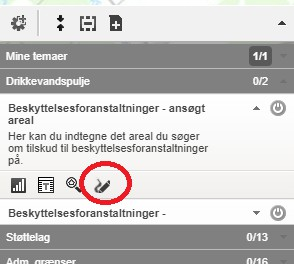 Mine temaer 1/1
Drikkevandspulje 0/2
Beskyttelsesforanstaltninger - ansøgt
areal
Her kan du indtegne det areal du søger
om tilskud til beskyttelsesforanstaltninger
på.
Beskyttelsesforanstaltninger -
Støttelag 0/13
Adm. grænser 0/16